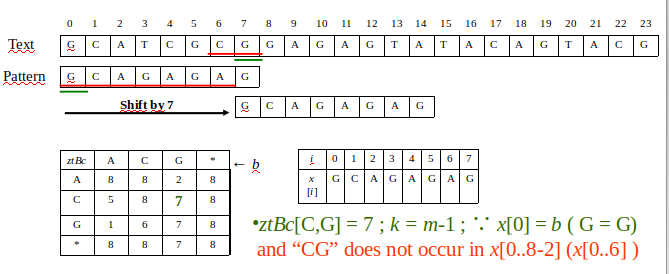 0 1 2 3 4 5 6 7 8 9 10 11 12 13 14 15 16 17 18 19 20 21 22 23
Text G C A T C G C G G A G A G T A T A C A G T A C G
Pattern G C A G A G A G
Shift by 7 G C A G A G A G
ztBc A C G * ← b
A 8 8 2 8
C 5 8 7 8
G 1 6 7 8
* 8 8 7 8
i 0 1 2 3 4 5 6 7
x G C A G A G A G
[i]
•ztBc[C,G] = 7 ; k = m-1 ; ∵ x[0] = b ( G = G)
and “CG” does not occur in x[0..8-2] (x[0..6] )